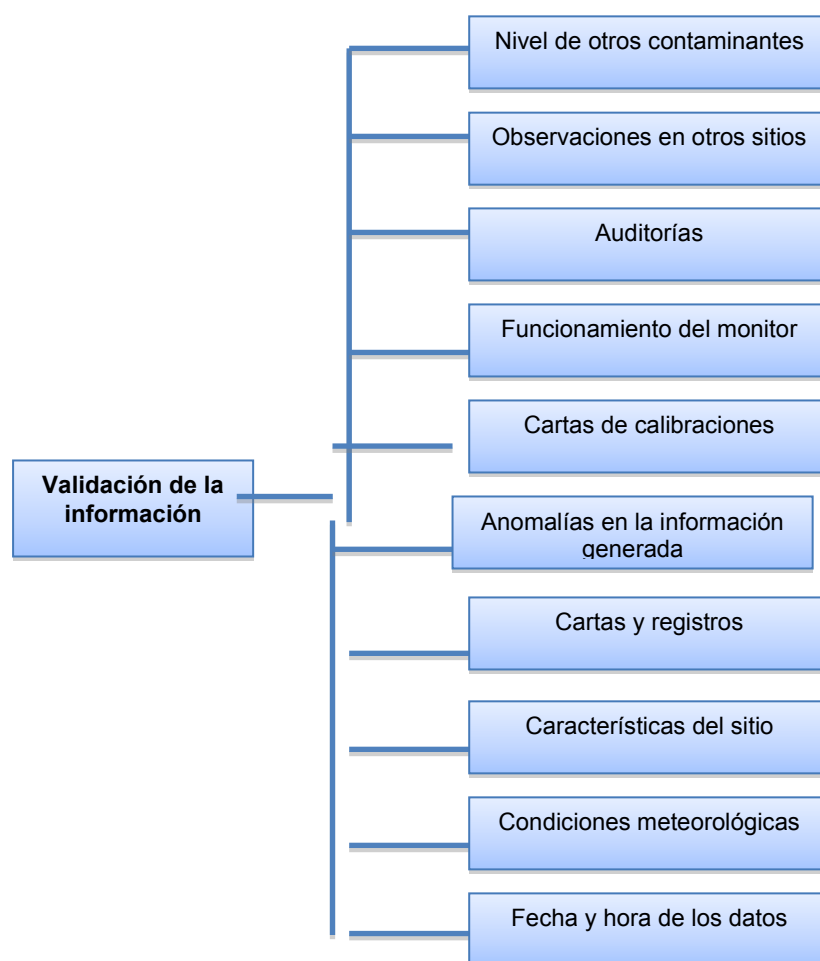 Nivel de otros contaminantes
Observaciones en otros sitios
Auditorías
Funcionamiento del monitor
Cartas de calibraciones
Validación de la
información
Anomalías en la información
generada
Cartas y registros
Características del sitio
Condiciones meteorológicas
Fecha y hora de los datos